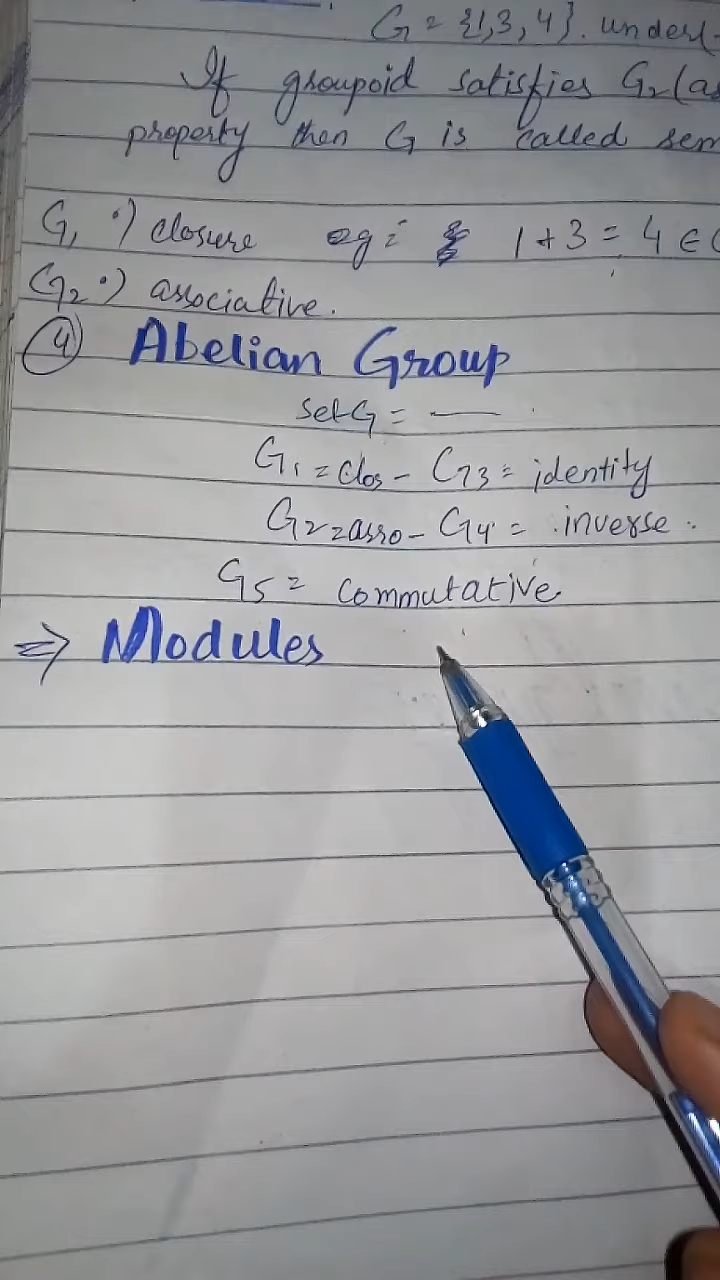 G = {1,3,4}. under
If groupoid satisfies G₂ (as
property then G is called sem
G₁ •) closure eg: 1+3 = 4 ∈
G₂ •) associative.
④ Abelian Group
set G = —
G₁ = clos - G3 = identity
G₂ = asso - G4 = inverse.
G5 = commutative
⇒ Modules